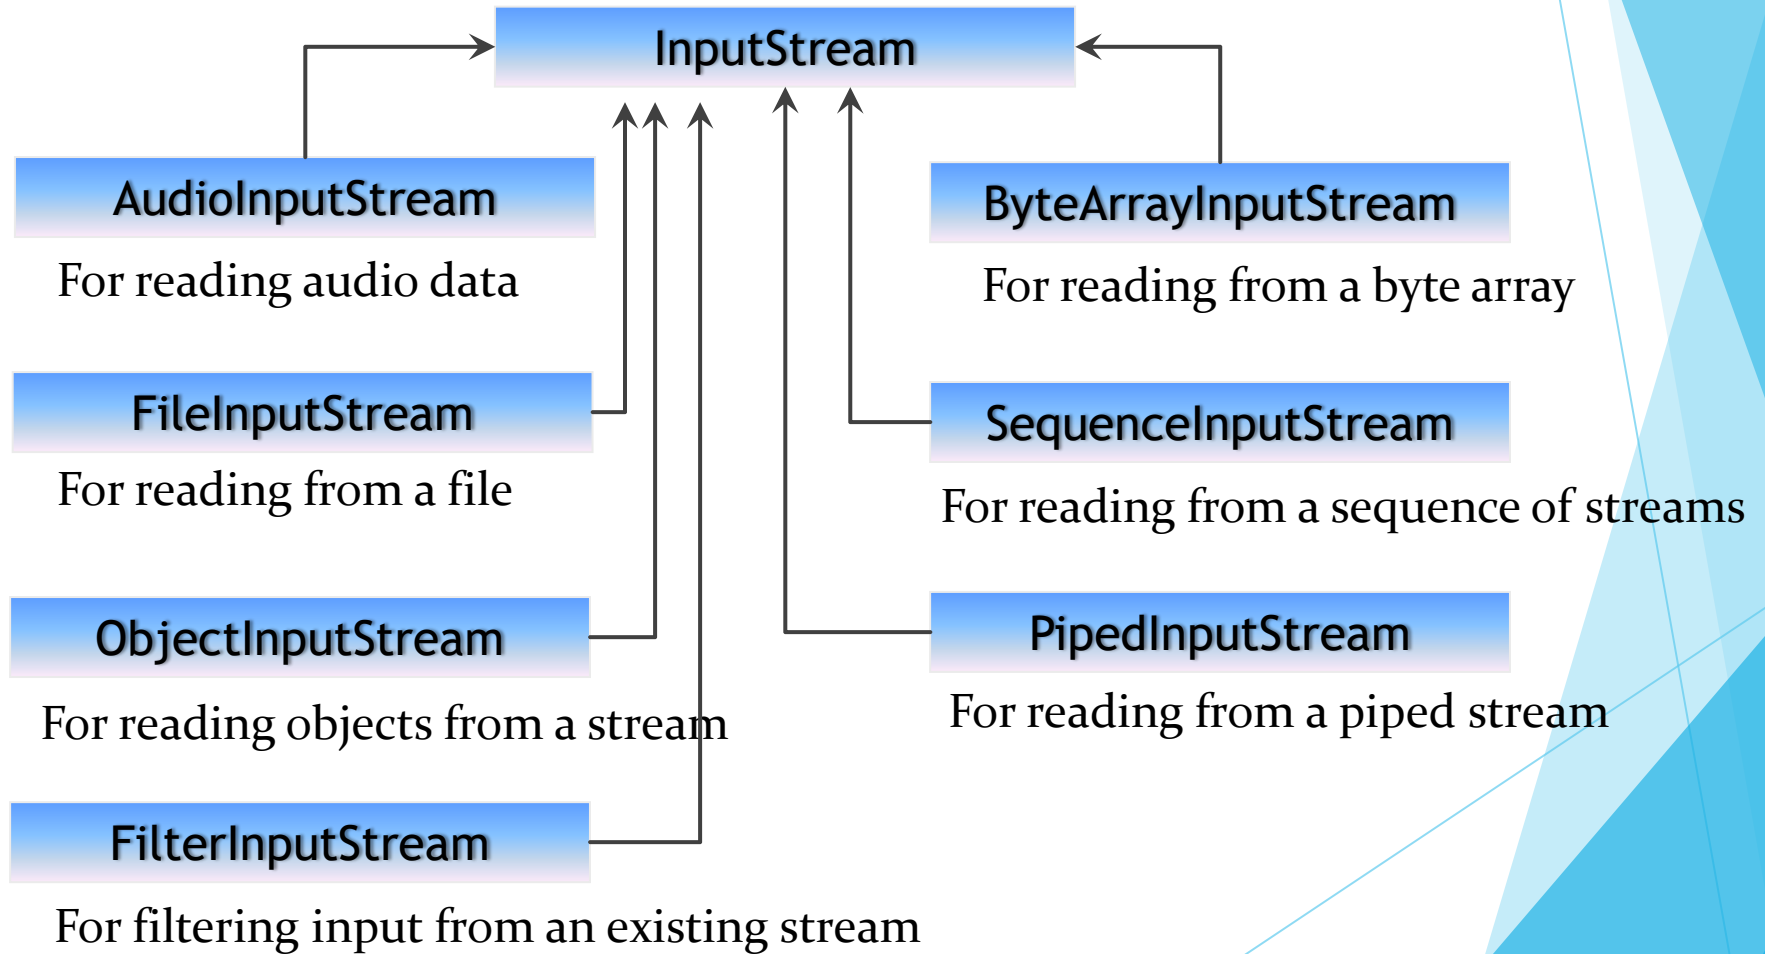 InputStream
AudioInputStream
For reading audio data
ByteArrayInputStream
For reading from a byte array
FileInputStream
For reading from a file
SequenceInputStream
For reading from a sequence of streams
ObjectInputStream
For reading objects from a stream
PipedInputStream
For reading from a piped stream
FilterInputStream
For filtering input from an existing stream